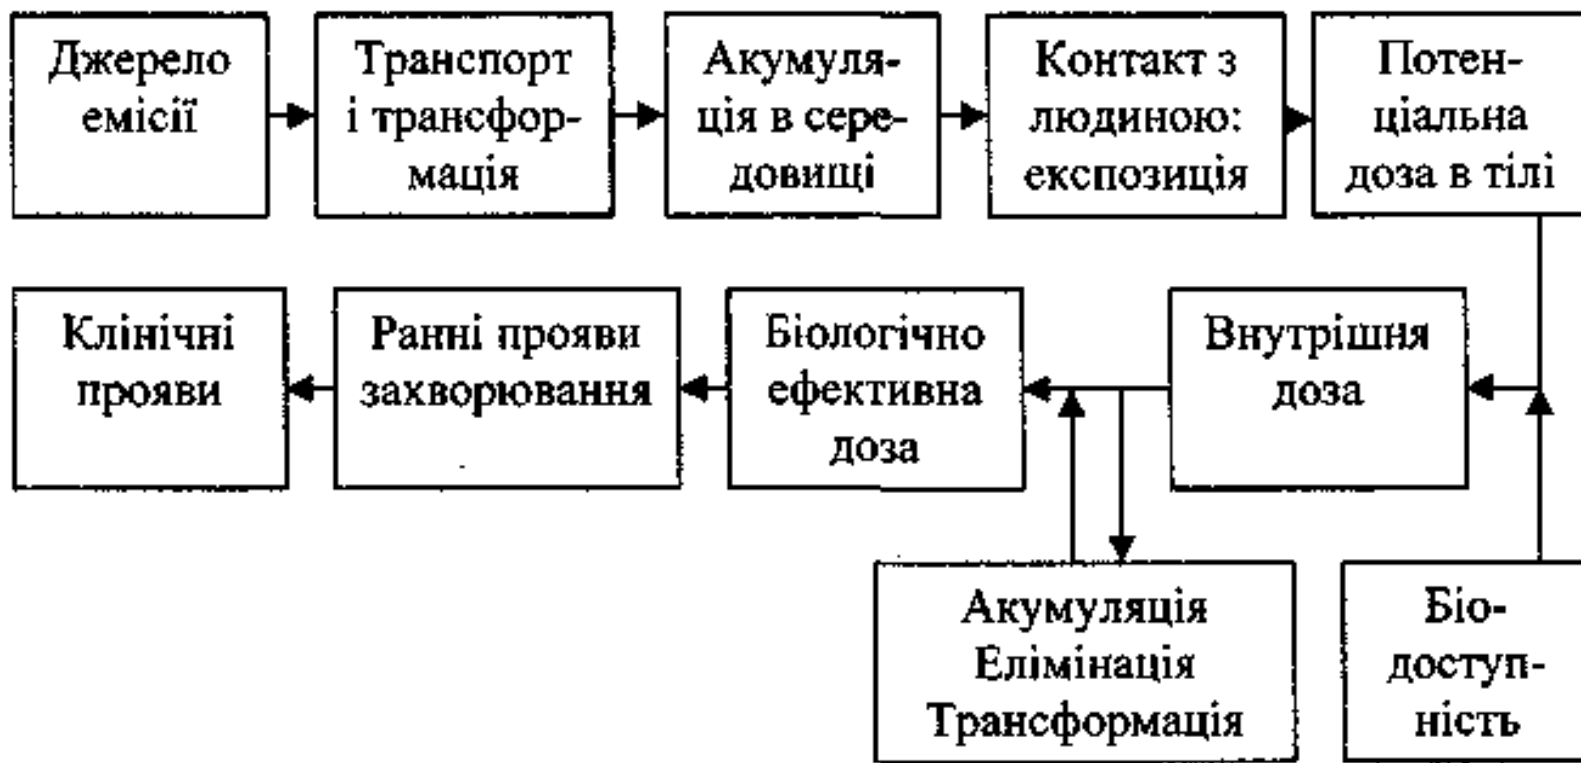 Джерело
емісії
Транспорт
і трансфор-
мація
Акумуля-
ція в сере-
довищі
Контакт з
людиною:
експозиція
Потен-
ціальна
доза в тілі
Клінічні
прояви
Ранні прояви
захворювання
Біологічно
ефективна
доза
Внутрішня
доза
Акумуляція
Елімінація
Трансформація
Біо-
доступ-
ність